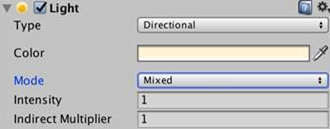 Light
Type Directional
Color
Mode Mixed
Intensity 1
Indirect Multiplier 1